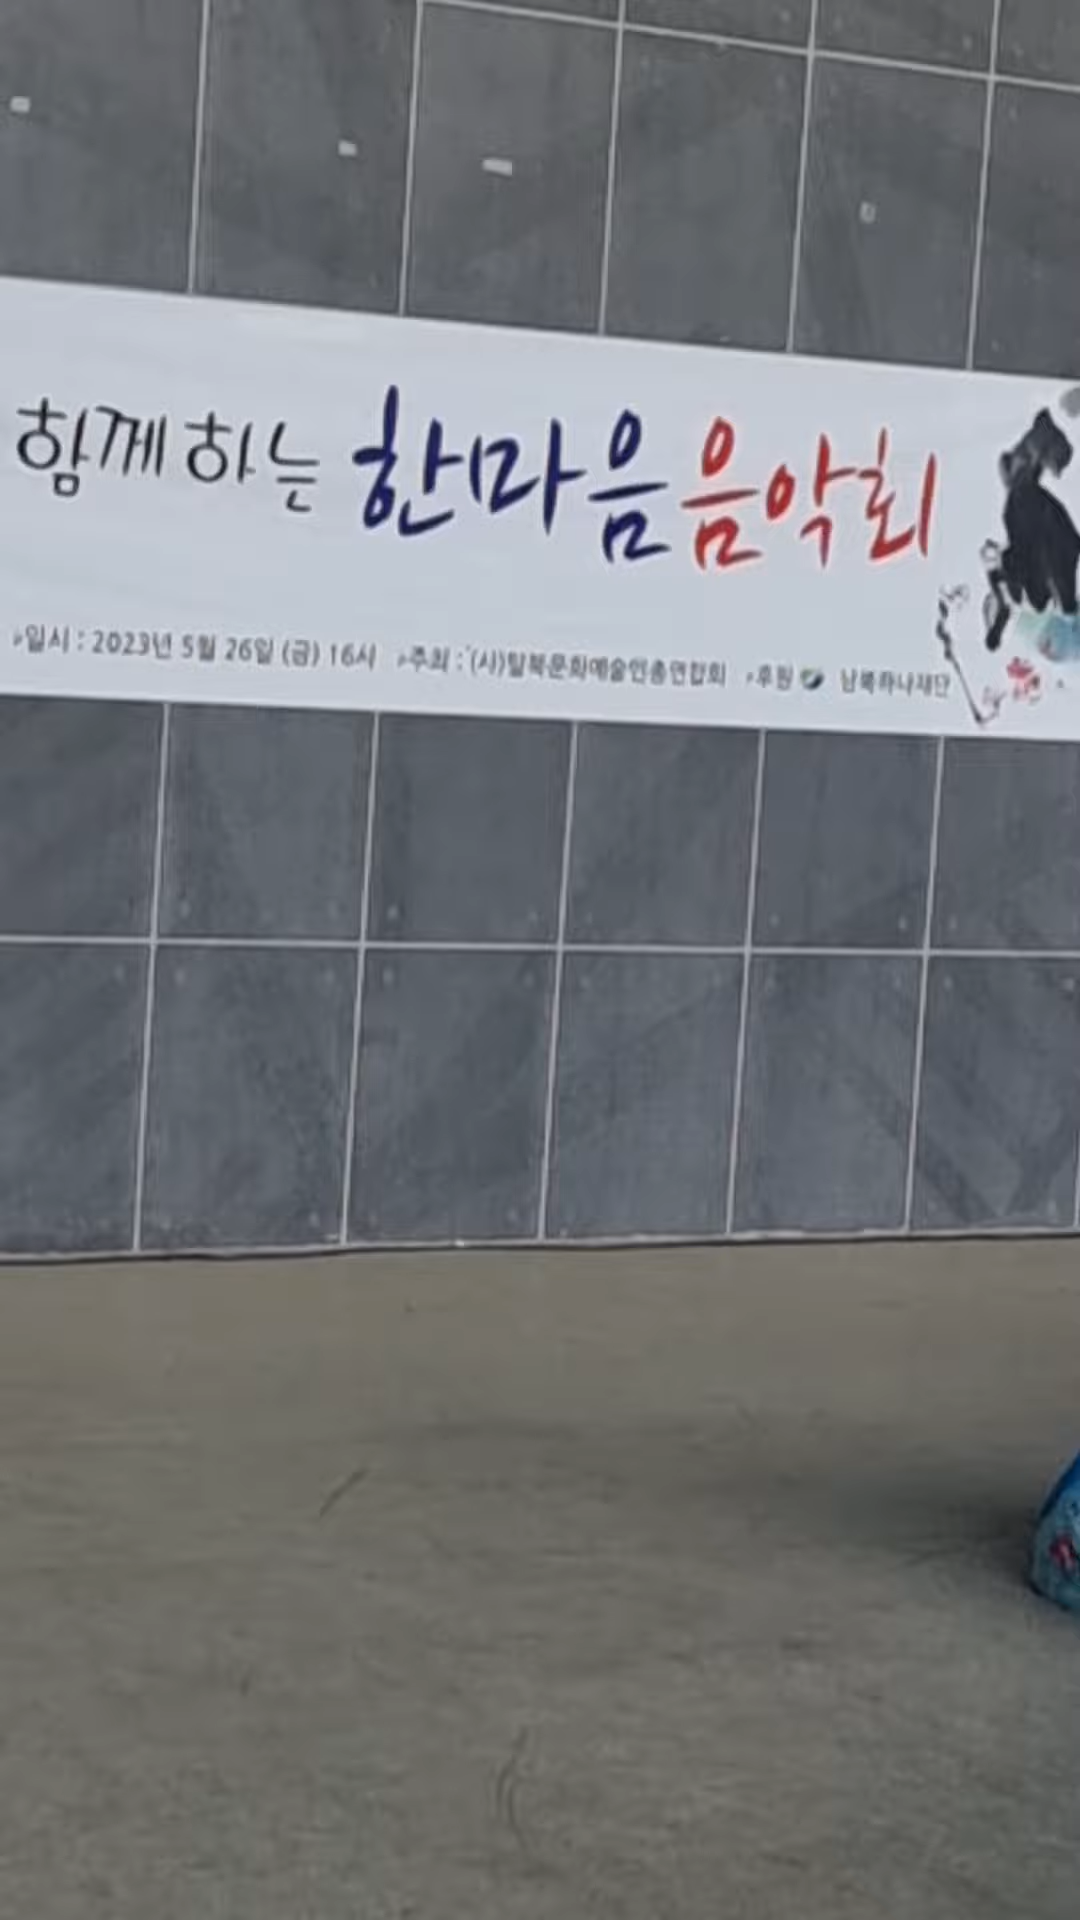 함께하는 한마음 음악회
일시 : 2023년 5월 26일 (금) 16시 주최 : (사)탈북문화예술인총연합회 후원 남북하나재단